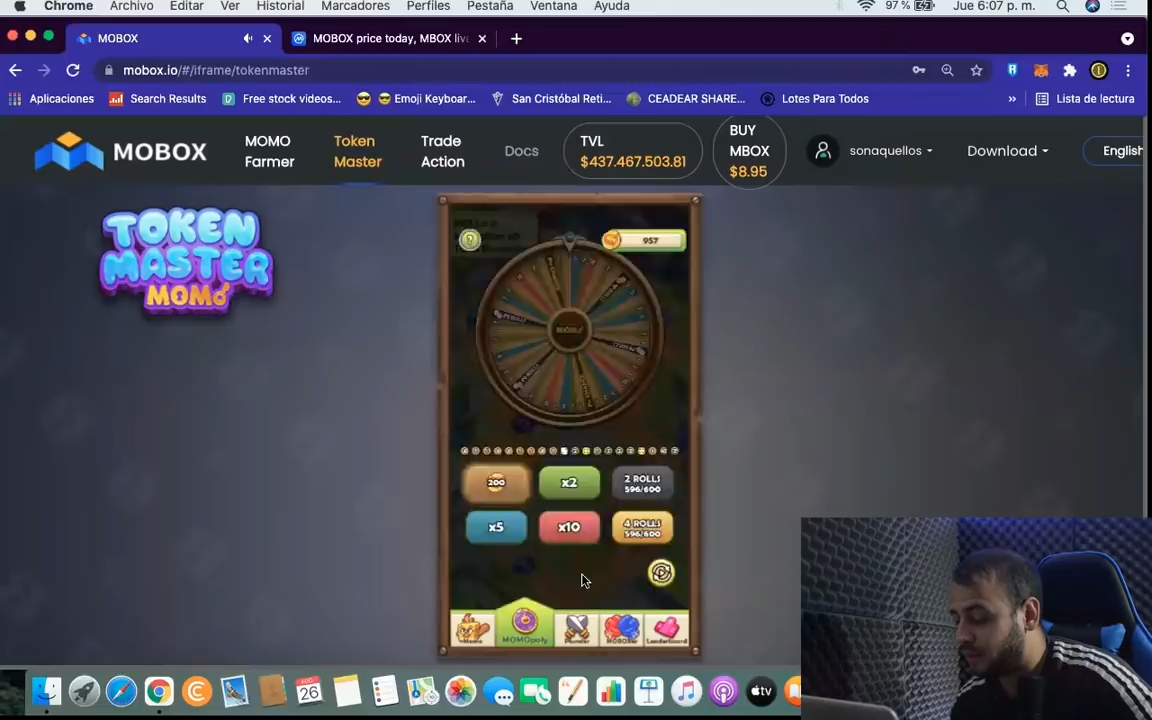 Chrome Archivo Editar Ver Historial Marcadores Perfiles Pestaña Ventana Ayuda 97 % Jue 6:07 p. m.
MOBOX MOBOX price today, MBOX liv
mobox.io/#/iframe/tokenmaster
Aplicaciones Search Results Free stock videos... Emoji Keyboar... San Cristóbal Reti... CEADEAR SHARE... Lotes Para Todos » Lista de lectura
MOBOX
MOMO Farmer
Token Master
Trade Action
Docs
TVL
$437.467.503.81
BUY MBOX
$8.95
sonaquellos
Download
English
TOKEN
MASTER
MOMO
957
200
x2
2 ROLLS
596/600
x5
x10
4 ROLLS
596/600
MOMOpoly
Leaderboard
AGO
26
tv